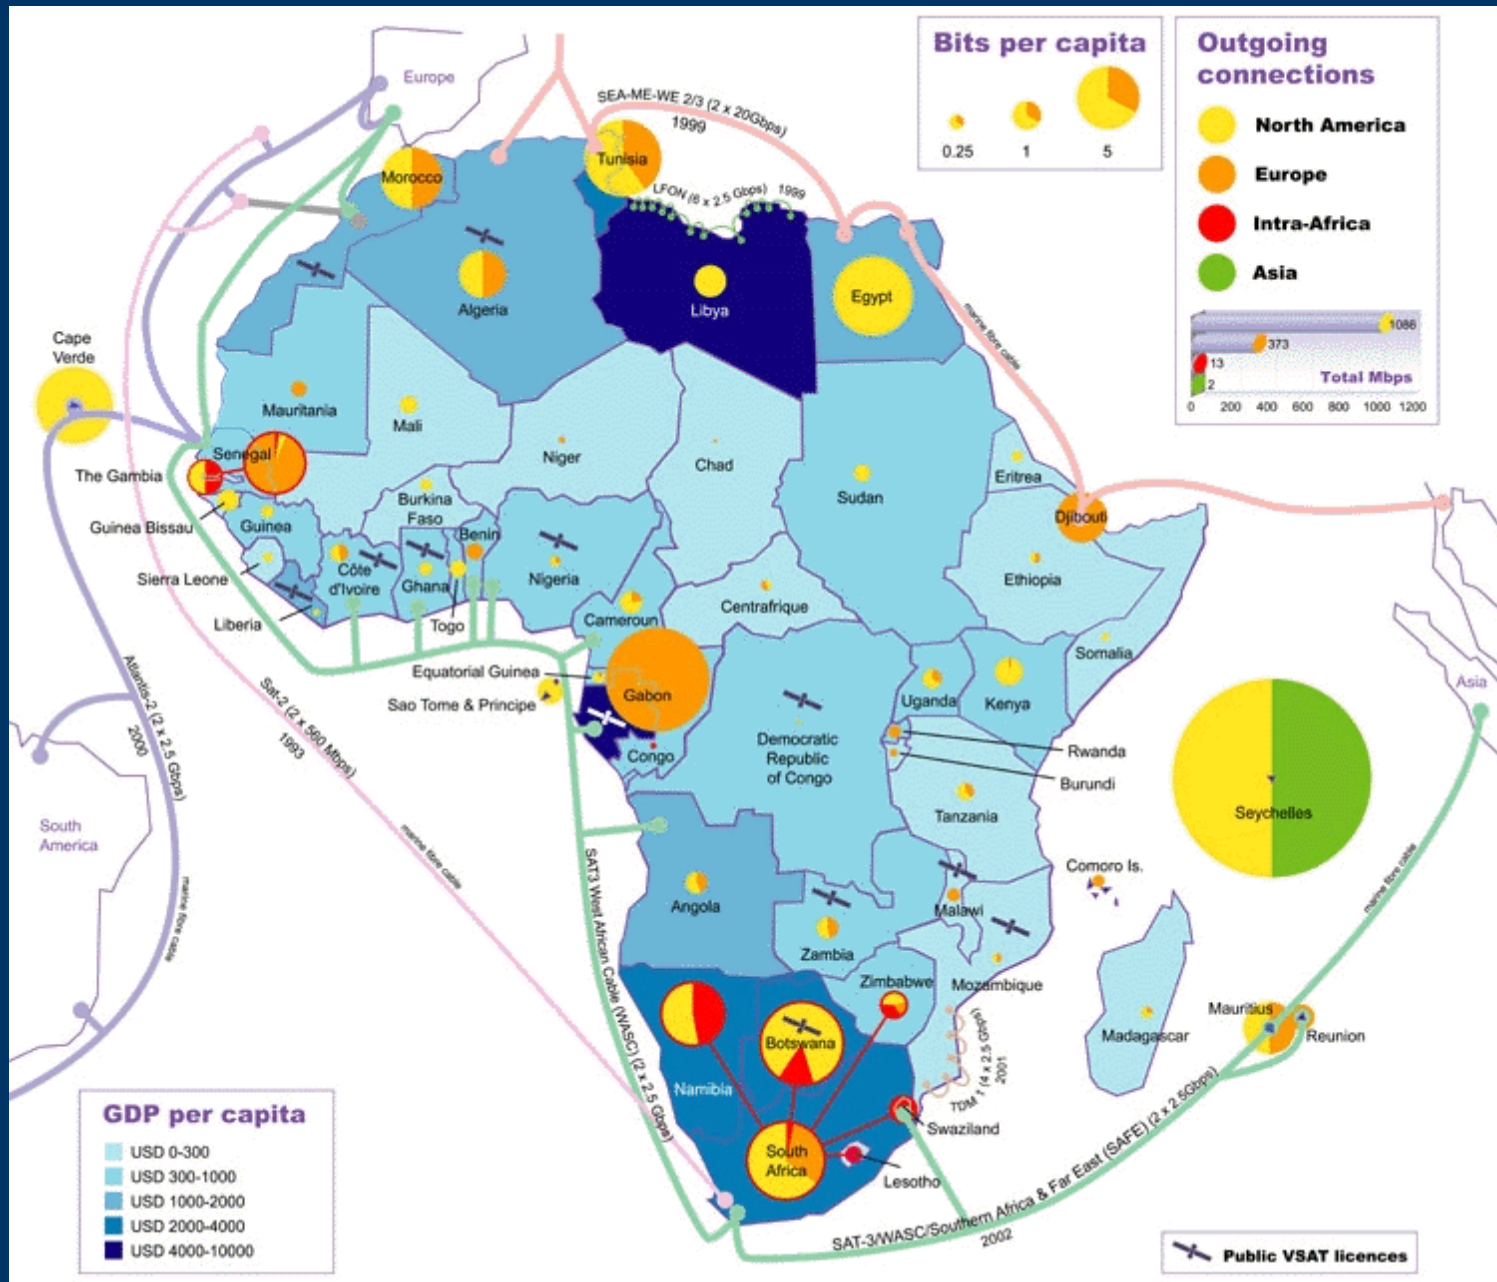 Bits per capita
0.25
1
5
Outgoing
connections
North America
Europe
Intra-Africa
Asia
1086
373
13
2
Total Mbps
0
200
400
600
800
1000
1200
Europe
SEA-ME-WE 2/3 (2 x 20Gbps)
1999
Tunisia
Morocco
LFON (6 x 2.5 Gbps) 1999
Algeria
Libya
Egypt
marine fibre cable
Cape
Verde
Mauritania
Mali
Niger
Chad
Sudan
Eritrea
Senegal
The Gambia
Djibouti
Burkina
Faso
Guinea Bissau
Guinea
Benin
Sierra Leone
Côte
d'Ivoire
Ghana
Nigeria
Ethiopia
Centrafrique
Liberia
Togo
Cameroun
Somalia
Equatorial Guinea
Sao Tome & Principe
Gabon
Uganda
Kenya
Asia
Congo
Democratic
Republic
of Congo
Rwanda
Burundi
Atlantis-2 (2 x 2.5 Gbps)
2000
Sat-2 (2 x 560 Mbps)
1993
marine fibre cable
South
America
marine fibre cable
Tanzania
Seychelles
Comoro Is.
marine fibre cable
SAT3 West African Cable (WASC) (2 x 2.5 Gbps)
Angola
Malawi
Zambia
Zimbabwe
Mozambique
Madagascar
Mauritius
Reunion
Botswana
Namibia
TDM 1 (4 x 2.5 Gbps)
2001
Swaziland
South
Africa
Lesotho
SAT-3/WASC/Southern Africa & Far East (SAFE) (2 x 2.5Gbps)
2002
GDP per capita
USD 0-300
USD 300-1000
USD 1000-2000
USD 2000-4000
USD 4000-10000
Public VSAT licences